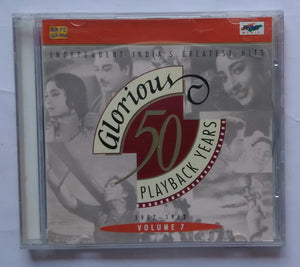 INDEPENDENT INDIA'S GREATEST HITS
Glorious
50
PLAYBACK YEARS
VOLUME 7